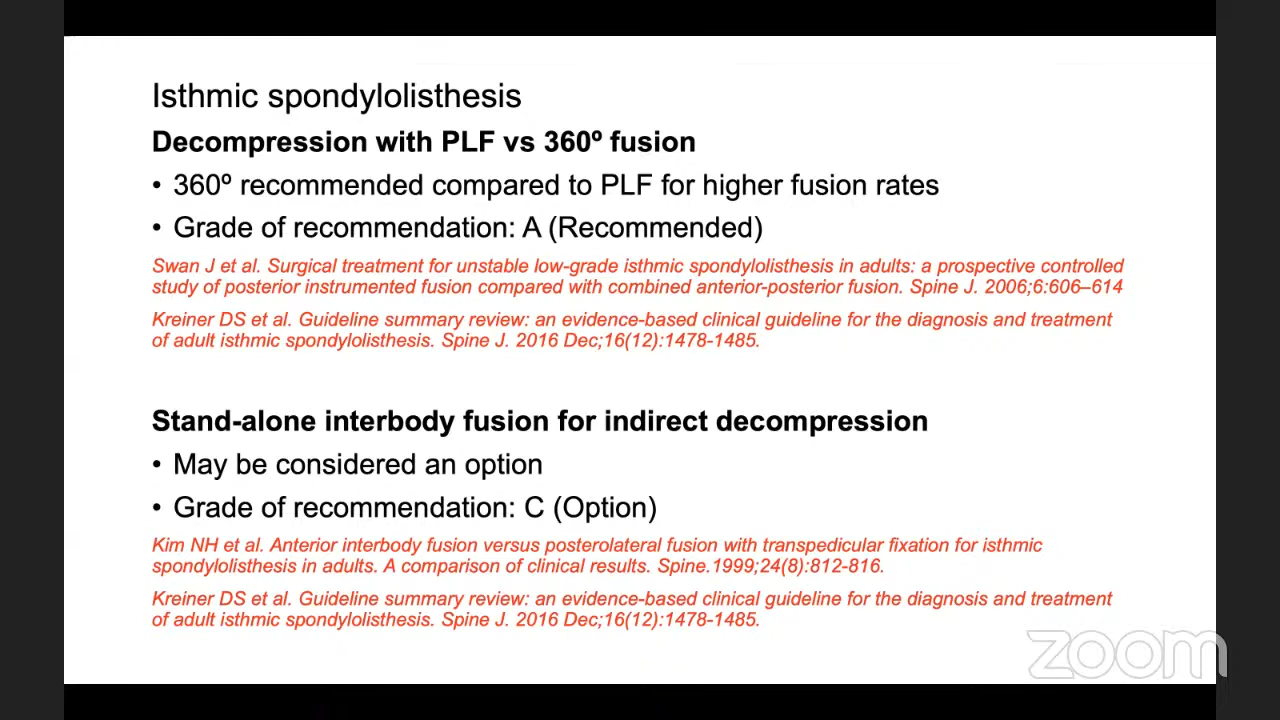 Isthmic spondylolisthesis
Decompression with PLF vs 360º fusion
• 360º recommended compared to PLF for higher fusion rates
• Grade of recommendation: A (Recommended)
Swan J et al. Surgical treatment for unstable low-grade isthmic spondylolisthesis in adults: a prospective controlled
study of posterior instrumented fusion compared with combined anterior-posterior fusion. Spine J. 2006;6:606–614
Kreiner DS et al. Guideline summary review: an evidence-based clinical guideline for the diagnosis and treatment
of adult isthmic spondylolisthesis. Spine J. 2016 Dec;16(12):1478-1485.
Stand-alone interbody fusion for indirect decompression
• May be considered an option
• Grade of recommendation: C (Option)
Kim NH et al. Anterior interbody fusion versus posterolateral fusion with transpedicular fixation for isthmic
spondylolisthesis in adults. A comparison of clinical results. Spine.1999;24(8):812-816.
Kreiner DS et al. Guideline summary review: an evidence-based clinical guideline for the diagnosis and treatment
of adult isthmic spondylolisthesis. Spine J. 2016 Dec;16(12):1478-1485.
zoom